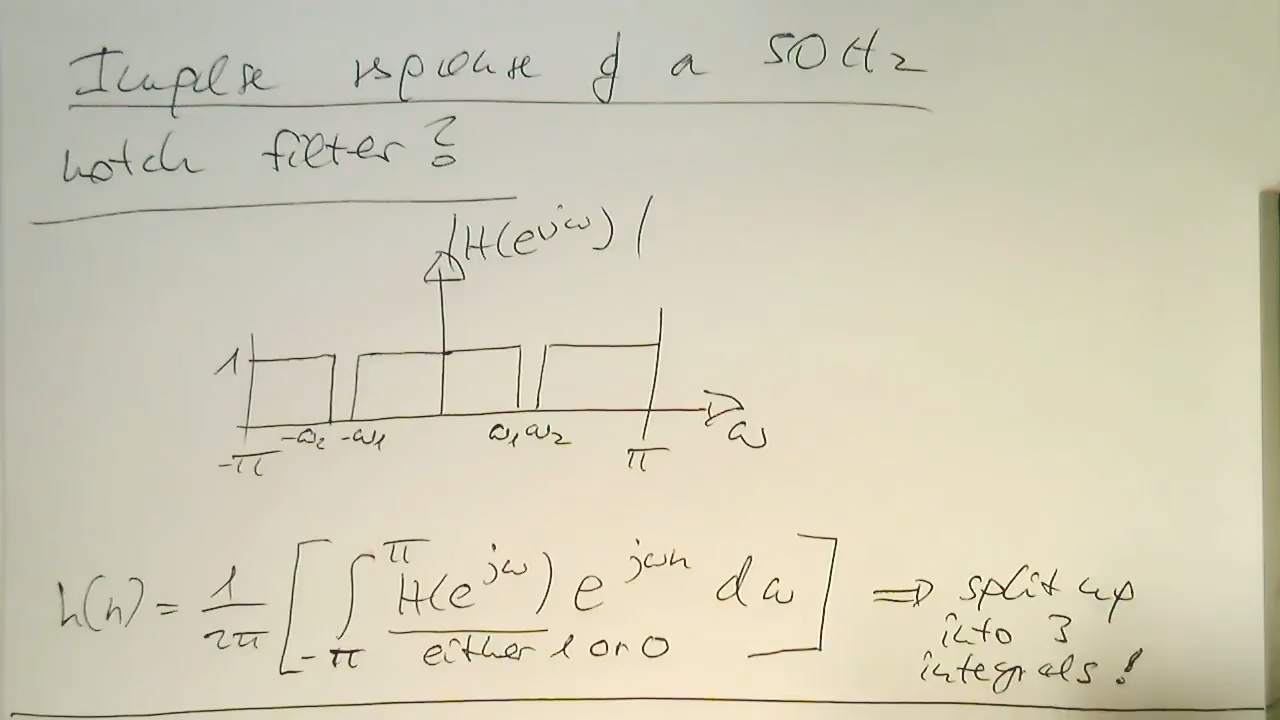 Impulse response of a 50Hz
notch filter?
|H(e^jω)|
1
-ω2 -ω1 ω1 ω2 ω
-π π
h(n) = 1/2π [ ∫_-π^π H(e^jω) e^jωn dω ] ⇒ split up
either 1 or 0
into 3
integrals!